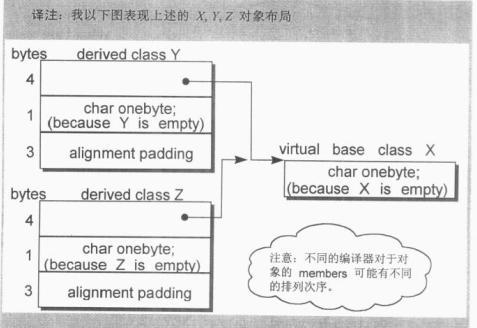 译注：我以下图表现上述的 X, Y, Z 对象布局
bytes derived class Y
4
1 char onebyte;
(because Y is empty)
3 alignment padding
virtual base class X
char onebyte;
(because X is empty)
bytes derived class Z
4
1 char onebyte;
(because Z is empty)
3 alignment padding
注意：不同的编译器对于对
象的 members 可能有不同
的排列次序。